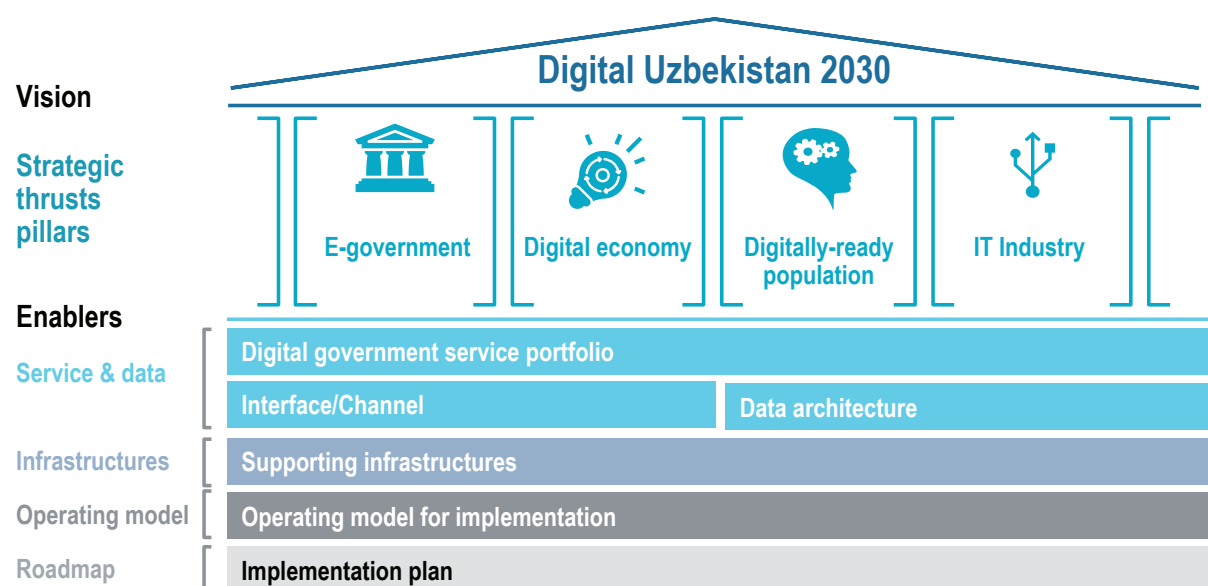 Digital Uzbekistan 2030
Vision
Strategic
thrusts
pillars
E-government
Digital economy
Digitally-ready
population
IT Industry
Enablers
Service & data
Digital government service portfolio
Interface/Channel
Data architecture
Infrastructures
Supporting infrastructures
Operating model
Operating model for implementation
Roadmap
Implementation plan